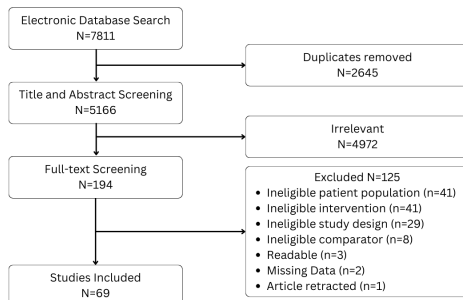 Electronic Database Search
N=7811
Duplicates removed
N=2645
Title and Abstract Screening
N=5166
Irrelevant
N=4972
Full-text Screening
N=194
Excluded N=125
• Ineligible patient population (n=41)
• Ineligible intervention (n=41)
• Ineligible study design (n=29)
• Ineligible comparator (n=8)
• Readable (n=3)
• Missing Data (n=2)
• Article retracted (n=1)
Studies Included
N=69